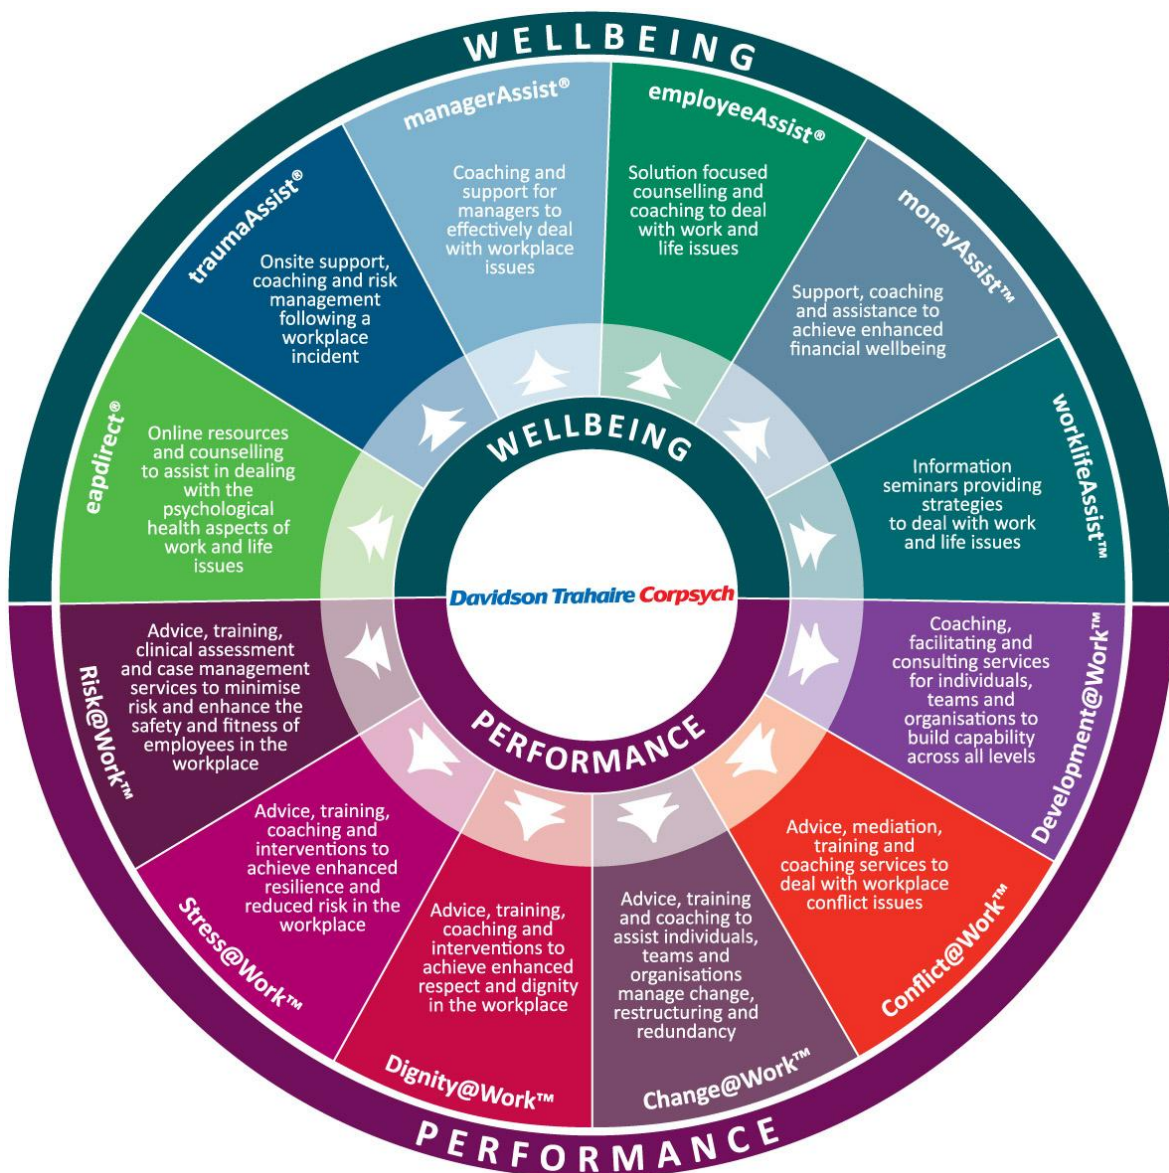 WELLBEING
eapdirect®
Online resources
and counselling
to assist in dealing
with the
psychological
health aspects of
work and life
issues
traumaAssist®
Onsite support,
coaching and risk
management
following a
workplace
incident
managerAssist®
Coaching and
support for
managers to
effectively deal
with workplace
issues
employeeAssist®
Solution focused
counselling and
coaching to deal
with work and
life issues
moneyAssist™
Support, coaching
and assistance to
achieve enhanced
financial wellbeing
worklifeAssist™
Information
seminars providing
strategies
to deal with work
and life issues
WELLBEING
Davidson Trahaire Corpsych
PERFORMANCE
Development@Work™
Coaching,
facilitating and
consulting services
for individuals,
teams and
organisations to
build capability
across all levels
Conflict@Work™
Advice, mediation,
training and
coaching services to
deal with workplace
conflict issues
Change@Work™
Advice, training
and coaching to
assist individuals,
teams and
organisations
manage change,
restructuring and
redundancy
Dignity@Work™
Advice, training,
coaching and
interventions to
achieve enhanced
respect and dignity
in the workplace
Stress@Work™
Advice, training,
coaching and
interventions to
achieve enhanced
resilience and
reduced risk in the
workplace
Risk@Work™
Advice, training,
clinical assessment
and case management
services to minimise
risk and enhance the
safety and fitness of
employees in the
workplace
PERFORMANCE